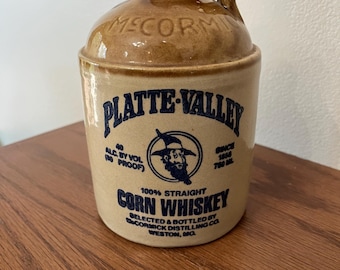 McCORMI
PLATTE-VALLEY
40
ALC. BY VOL
(80 PROOF)
SINCE
1856
750 ML
100% STRAIGHT
CORN WHISKEY
SELECTED & BOTTLED BY
McCORMICK DISTILLING CO.
WESTON, MO.